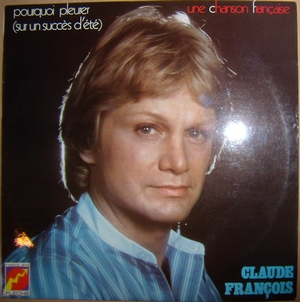 pourquoi pleurer
(sur un succès d'été)
une chanson française
CLAUDE
FRANÇOIS